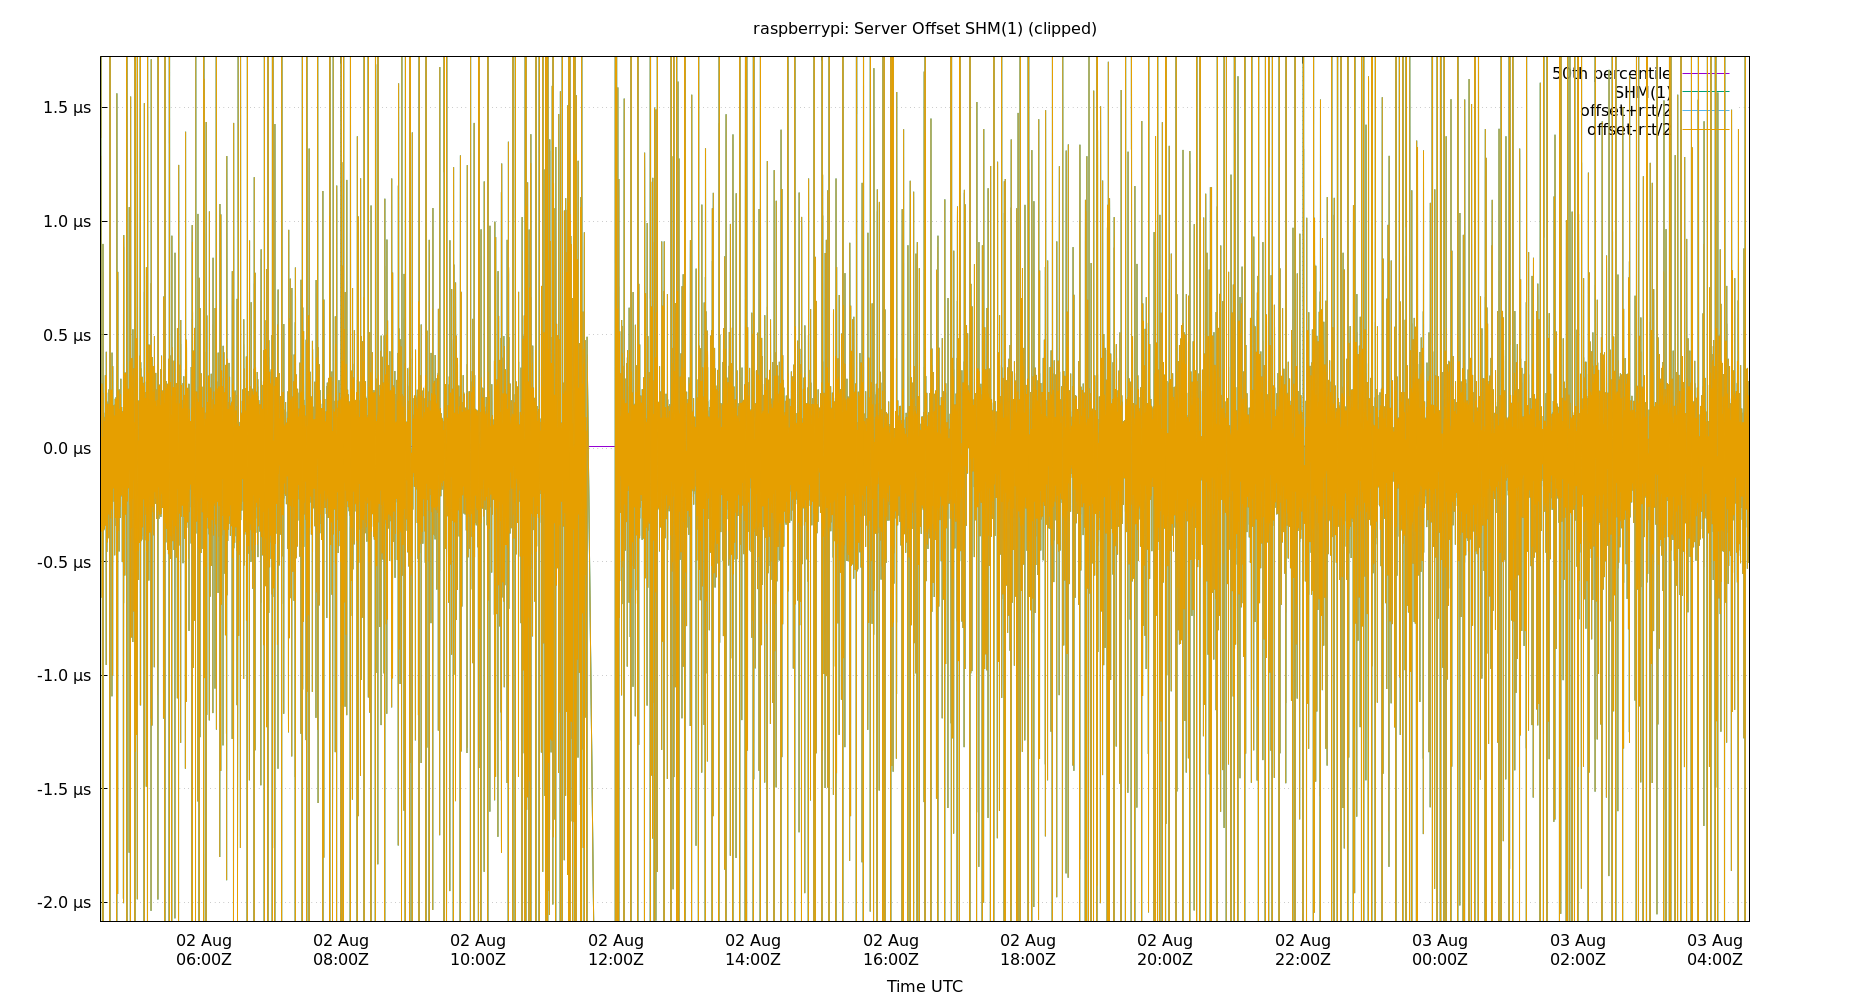 raspberrypi: Server Offset SHM(1) (clipped)
50th percentile
SHM(1)
offset+rtt/2
offset-rtt/2
1.5 µs
1.0 µs
0.5 µs
0.0 µs
-0.5 µs
-1.0 µs
-1.5 µs
-2.0 µs
02 Aug 02 Aug 02 Aug 02 Aug 02 Aug 02 Aug 02 Aug 02 Aug 02 Aug 03 Aug 03 Aug 03 Aug
06:00Z 08:00Z 10:00Z 12:00Z 14:00Z 16:00Z 18:00Z 20:00Z 22:00Z 00:00Z 02:00Z 04:00Z
Time UTC